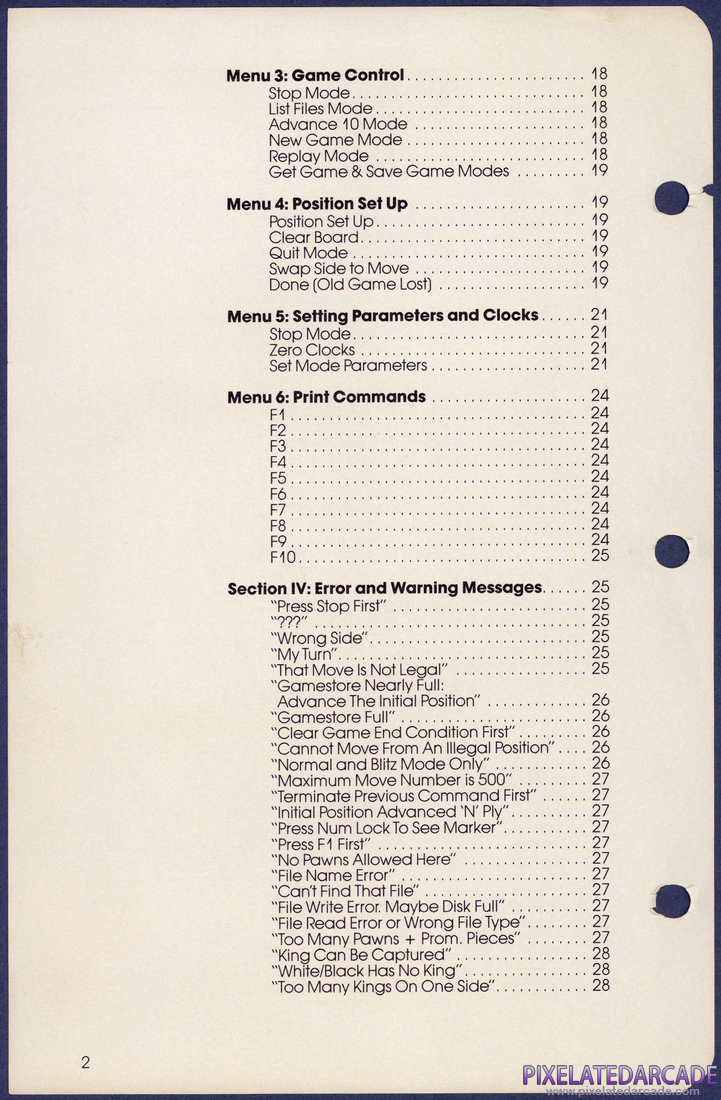 Menu 3: Game Control . . . . . . . . . . . . . . . . . . . . . . . 18
Stop Mode . . . . . . . . . . . . . . . . . . . . . . . . . . . . . . 18
List Files Mode . . . . . . . . . . . . . . . . . . . . . . . . . . . 18
Advance 10 Mode . . . . . . . . . . . . . . . . . . . . . . 18
New Game Mode . . . . . . . . . . . . . . . . . . . . . . . 18
Replay Mode . . . . . . . . . . . . . . . . . . . . . . . . . . . 18
Get Game & Save Game Modes . . . . . . . . . 19
Menu 4: Position Set Up . . . . . . . . . . . . . . . . . . . . . . 19
Position Set Up . . . . . . . . . . . . . . . . . . . . . . . . . . . 19
Clear Board . . . . . . . . . . . . . . . . . . . . . . . . . . . . . 19
Quit Mode . . . . . . . . . . . . . . . . . . . . . . . . . . . . . . 19
Swap Side to Move . . . . . . . . . . . . . . . . . . . . . . 19
Done (Old Game Lost) . . . . . . . . . . . . . . . . . . . 19
Menu 5: Setting Parameters and Clocks . . . . . . 21
Stop Mode . . . . . . . . . . . . . . . . . . . . . . . . . . . . . . 21
Zero Clocks . . . . . . . . . . . . . . . . . . . . . . . . . . . . . 21
Set Mode Parameters . . . . . . . . . . . . . . . . . . . . 21
Menu 6: Print Commands . . . . . . . . . . . . . . . . . . . . 24
F1 . . . . . . . . . . . . . . . . . . . . . . . . . . . . . . . . . . . . . . 24
F2 . . . . . . . . . . . . . . . . . . . . . . . . . . . . . . . . . . . . . . 24
F3 . . . . . . . . . . . . . . . . . . . . . . . . . . . . . . . . . . . . . . 24
F4 . . . . . . . . . . . . . . . . . . . . . . . . . . . . . . . . . . . . . . 24
F5 . . . . . . . . . . . . . . . . . . . . . . . . . . . . . . . . . . . . . . 24
F6 . . . . . . . . . . . . . . . . . . . . . . . . . . . . . . . . . . . . . . 24
F7 . . . . . . . . . . . . . . . . . . . . . . . . . . . . . . . . . . . . . . 24
F8 . . . . . . . . . . . . . . . . . . . . . . . . . . . . . . . . . . . . . . 24
F9 . . . . . . . . . . . . . . . . . . . . . . . . . . . . . . . . . . . . . . 24
F10 . . . . . . . . . . . . . . . . . . . . . . . . . . . . . . . . . . . . . 25
Section IV: Error and Warning Messages . . . . . . 25
"Press Stop First" . . . . . . . . . . . . . . . . . . . . . . . . . 25
"???" . . . . . . . . . . . . . . . . . . . . . . . . . . . . . . . . . . . 25
"Wrong Side" . . . . . . . . . . . . . . . . . . . . . . . . . . . . 25
"My Turn" . . . . . . . . . . . . . . . . . . . . . . . . . . . . . . . . 25
"That Move Is Not Legal" . . . . . . . . . . . . . . . . . 25
"Gamestore Nearly Full:
Advance The Initial Position" . . . . . . . . . . . . . 26
"Gamestore Full" . . . . . . . . . . . . . . . . . . . . . . . . 26
"Clear Game End Condition First" . . . . . . . . . 26
"Cannot Move From An Illegal Position" . . . . 26
"Normal and Blitz Mode Only" . . . . . . . . . . . . 26
"Maximum Move Number is 500" . . . . . . . . . 27
"Terminate Previous Command First" . . . . . . 27
"Initial Position Advanced 'N' Ply" . . . . . . . . . . 27
"Press Num Lock To See Marker" . . . . . . . . . . . 27
"Press F1 First" . . . . . . . . . . . . . . . . . . . . . . . . . . . 27
"No Pawns Allowed Here" . . . . . . . . . . . . . . . . 27
"File Name Error" . . . . . . . . . . . . . . . . . . . . . . . . 27
"Can't Find That File" . . . . . . . . . . . . . . . . . . . . . 27
"File Write Error. Maybe Disk Full" . . . . . . . . . . 27
"File Read Error or Wrong File Type" . . . . . . . . 27
"Too Many Pawns + Prom. Pieces" . . . . . . . . 27
"King Can Be Captured" . . . . . . . . . . . . . . . . . 28
"White/Black Has No King" . . . . . . . . . . . . . . . . 28
"Too Many Kings On One Side" . . . . . . . . . . . . 28
2
PIXELATEDARCADE
www.pixelatedarcade.com